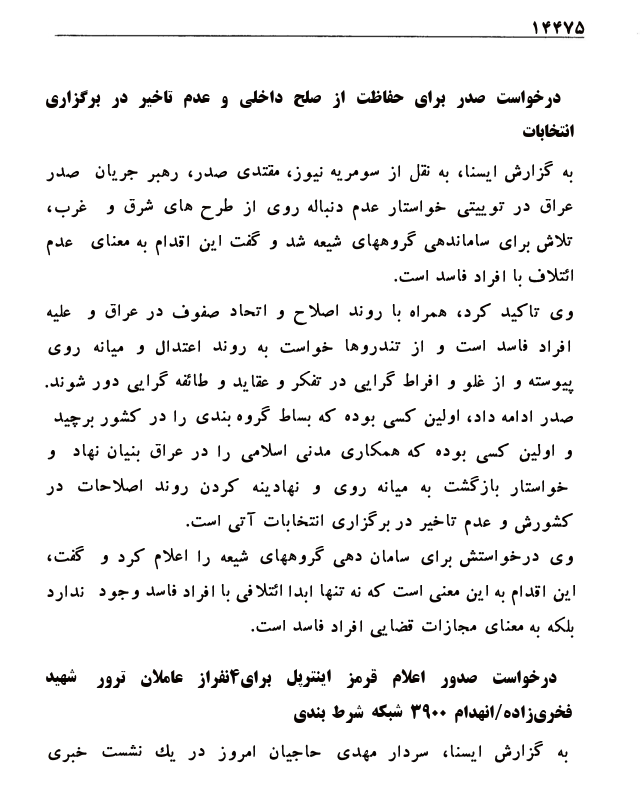 ۱۴۴۷۵
درخواست صدر برای حفاظت از صلح داخلی و عدم تاخیر در برگزاری
انتخابات
به گزارش ایسنا، به نقل از سومریه نیوز، مقتدی صدر، رهبر جریان صدر
عراق در توییتی خواستار عدم دنباله روی از طرح های شرق و غرب،
تلاش برای ساماندهی گروههای شیعه شد و گفت این اقدام به معنای عدم
ائتلاف با افراد فاسد است.
وی تاکید کرد، همراه با روند اصلاح و اتحاد صفوف در عراق و علیه
افراد فاسد است و از تندروها خواست به روند اعتدال و میانه روی
پیوسته و از غلو و افراط گرایی در تفکر و عقاید و طائفه گرایی دور شوند.
صدر ادامه داد، اولین کسی بوده که بساط گروه بندی را در کشور برچید
و اولین کسی بوده که همکاری مدنی اسلامی را در عراق بنیان نهاد و
خواستار بازگشت به میانه روی و نهادینه کردن روند اصلاحات در
کشورش و عدم تاخیر در برگزاری انتخابات آتی است.
وی درخواستش برای سامان دهی گروههای شیعه را اعلام کرد و گفت،
این اقدام به این معنی است که نه تنها ابدا ائتلافی با افراد فاسد وجود ندارد
بلکه به معنای مجازات قضایی افراد فاسد است.
درخواست صدور اعلام قرمز اینترپل برای۴نفراز عاملان ترور شهید
فخری‌زاده/انهدام ۳۹۰۰ شبکه شرط بندی
به گزارش ایسنا، سردار مهدی حاجیان امروز در یك نشست خبری